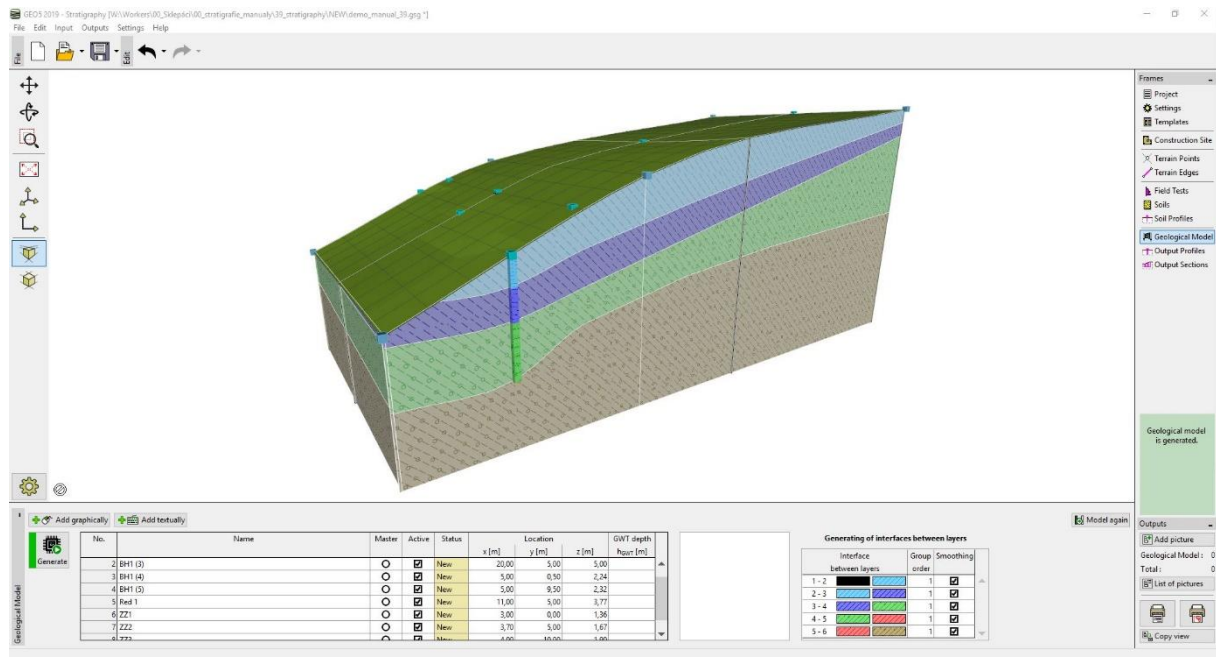 GEO5 2019 - Stratigraphy [W:\Workers\00_Sklepáci\00_stratigrafie_manualy\39_stratigraphy\NEW\demo_manual_39.gsg *]
File Edit Input Outputs Settings Help
File
Edit
Frames
Project
Settings
Templates
Construction Site
Terrain Points
Terrain Edges
Field Tests
Soils
Soil Profiles
Geological Model
Output Profiles
Output Sections
Geological model
is generated.
Add graphically Add textually
Model again
Generate
Geological Model
No. Name Master Active Status Location GWT depth
x [m] y [m] z [m] hGWT [m]
2 BH1 (3) New 20,00 5,00 5,00
3 BH1 (4) New 5,00 0,50 2,24
4 BH1 (5) New 5,00 9,50 2,32
5 Red 1 New 11,00 5,00 3,77
6 ZZ1 New 3,00 0,00 1,36
7 ZZ2 New 3,70 5,00 1,67
Generating of interfaces between layers
Interface Group Smoothing
between layers order
1 - 2 1
2 - 3 1
3 - 4 1
4 - 5 1
5 - 6 1
Outputs
Add picture
Geological Model : 0
Total : 0
List of pictures
Copy view